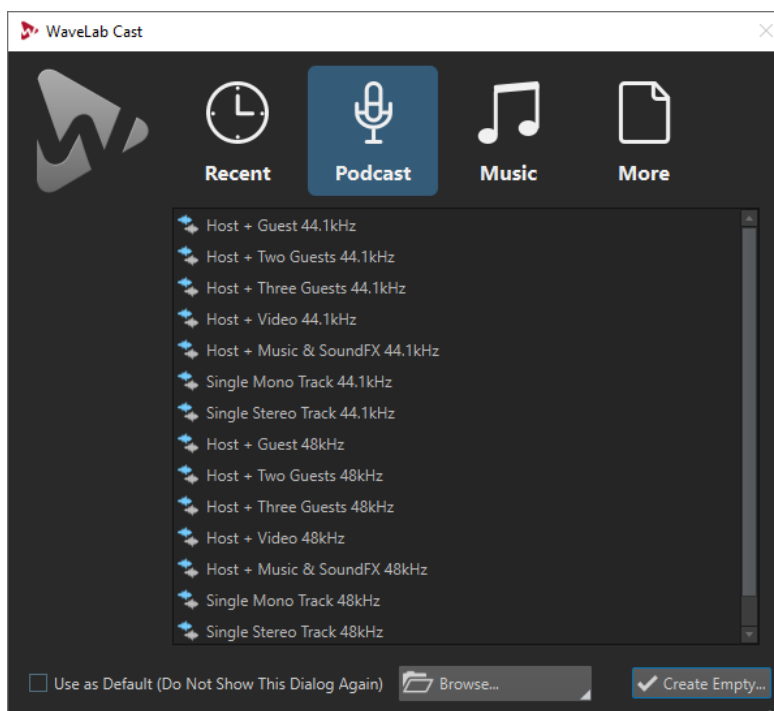 WaveLab Cast
Recent Podcast Music More
Host + Guest 44.1kHz
Host + Two Guests 44.1kHz
Host + Three Guests 44.1kHz
Host + Video 44.1kHz
Host + Music & SoundFX 44.1kHz
Single Mono Track 44.1kHz
Single Stereo Track 44.1kHz
Host + Guest 48kHz
Host + Two Guests 48kHz
Host + Three Guests 48kHz
Host + Video 48kHz
Host + Music & SoundFX 48kHz
Single Mono Track 48kHz
Single Stereo Track 48kHz
Use as Default (Do Not Show This Dialog Again) Browse... Create Empty...